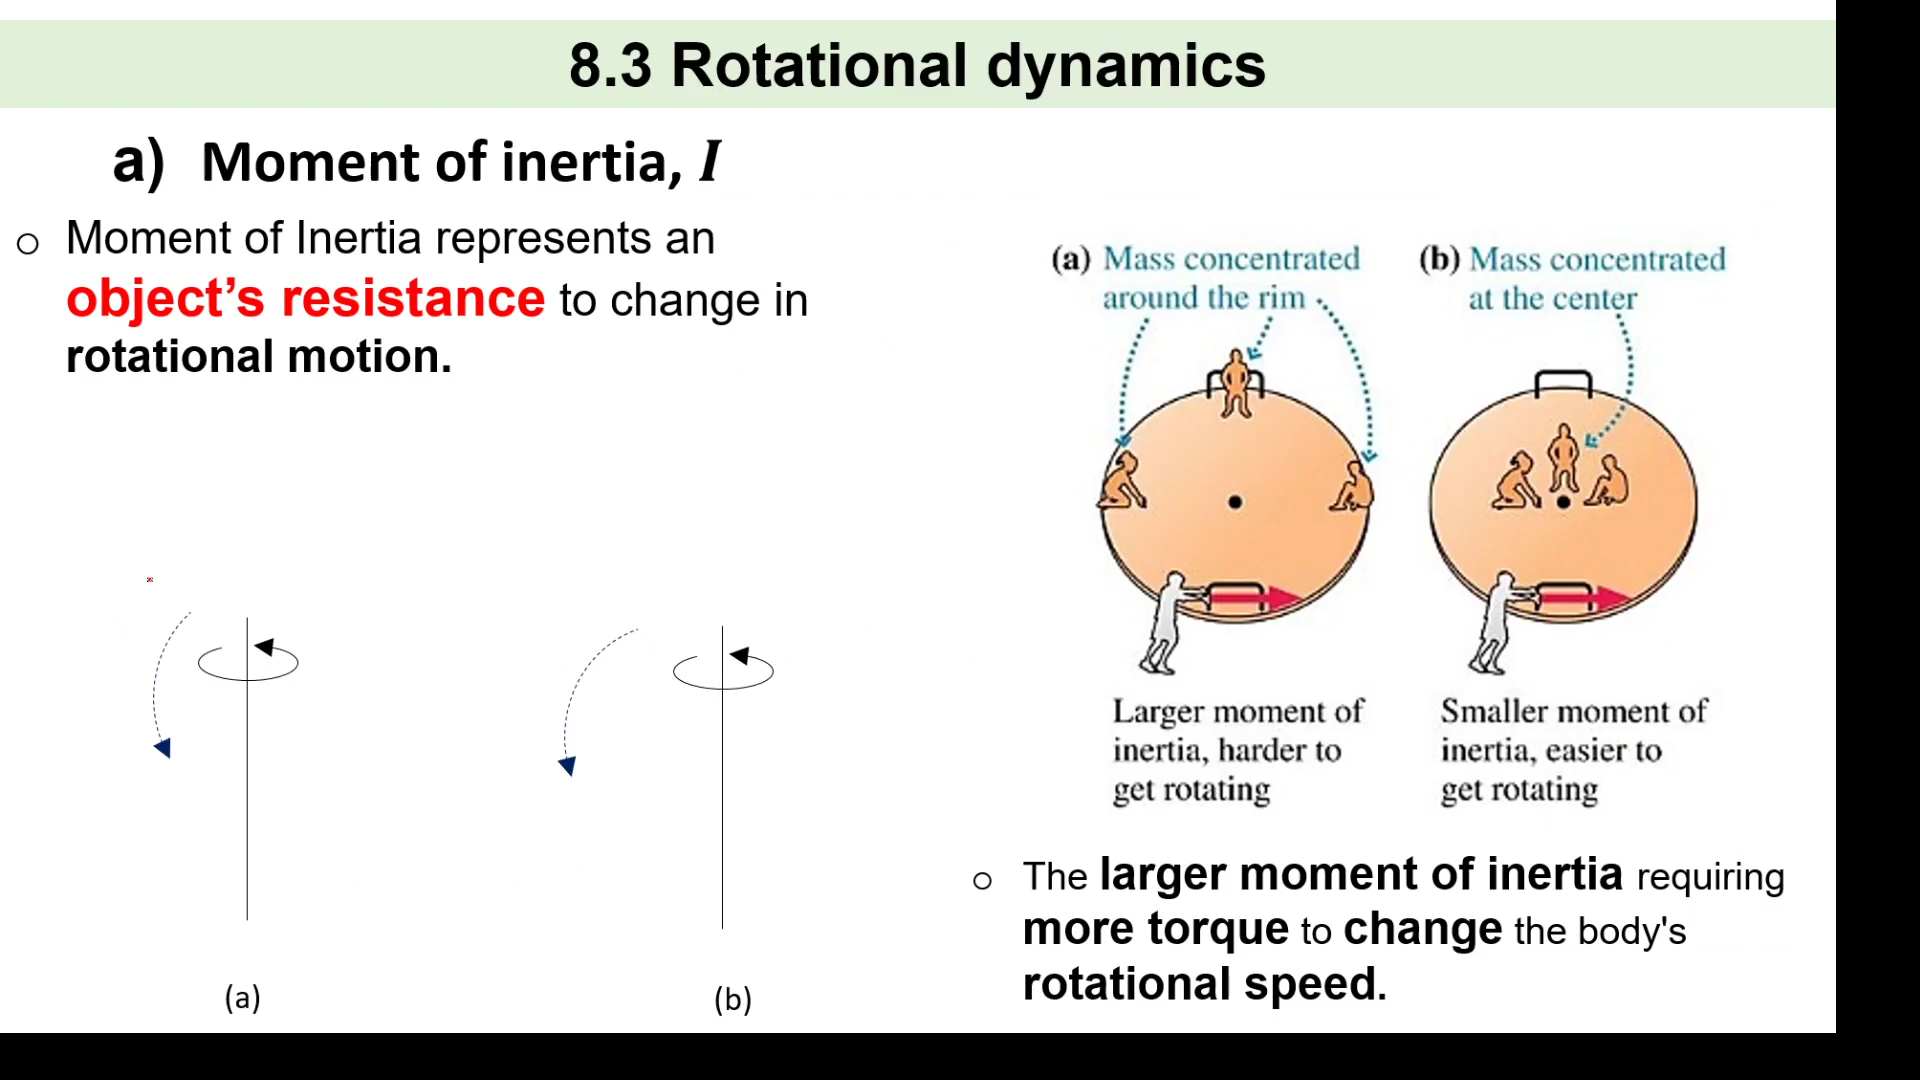 8.3 Rotational dynamics
a) Moment of inertia, I
o Moment of Inertia represents an
object’s resistance to change in
rotational motion.
(a)
(b)
(a) Mass concentrated
around the rim
(b) Mass concentrated
at the center
Larger moment of
inertia, harder to
get rotating
Smaller moment of
inertia, easier to
get rotating
o The larger moment of inertia requiring
more torque to change the body's
rotational speed.